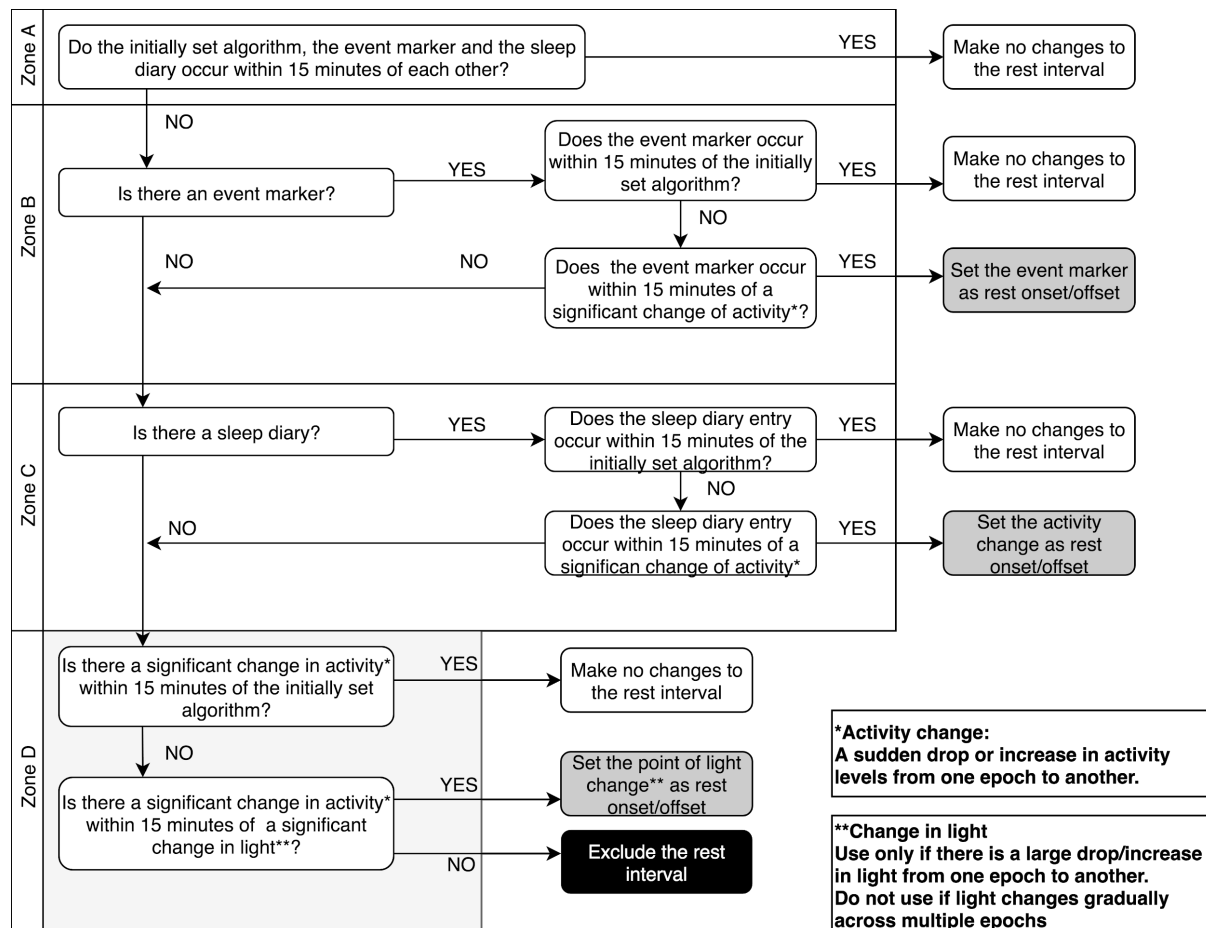 Zone A
Do the initially set algorithm, the event marker and the sleep
diary occur within 15 minutes of each other?
YES
Make no changes to
the rest interval
NO
Zone B
Is there an event marker?
YES
Does the event marker occur
within 15 minutes of the initially
set algorithm?
YES
Make no changes to
the rest interval
NO
NO
NO
Does the event marker occur
within 15 minutes of a
significant change of activity*?
YES
Set the event marker
as rest onset/offset
Zone C
Is there a sleep diary?
YES
Does the sleep diary entry
occur within 15 minutes of the
initially set algorithm?
YES
Make no changes to
the rest interval
NO
NO
Does the sleep diary entry
occur within 15 minutes of a
significan change of activity*
YES
Set the activity
change as rest
onset/offset
Zone D
Is there a significant change in activity*
within 15 minutes of the initially set
algorithm?
YES
Make no changes to
the rest interval
NO
Is there a significant change in activity*
within 15 minutes of a significant
change in light**?
YES
Set the point of light
change** as rest
onset/offset
NO
Exclude the rest
interval
*Activity change:
A sudden drop or increase in activity
levels from one epoch to another.
**Change in light
Use only if there is a large drop/increase
in light from one epoch to another.
Do not use if light changes gradually
across multiple epochs